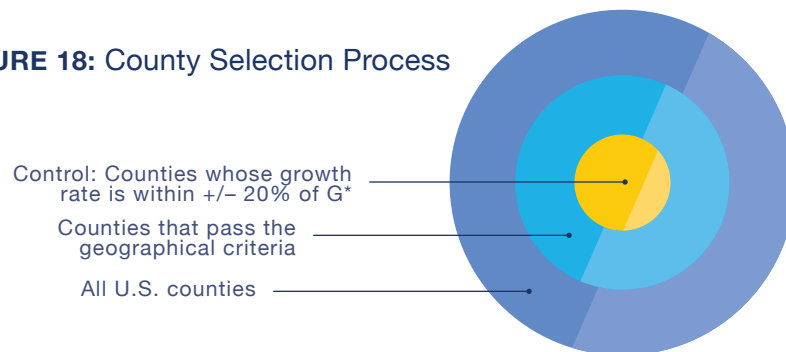 URE 18: County Selection Process
Control: Counties whose growth
rate is within +/– 20% of G*
Counties that pass the
geographical criteria
All U.S. counties